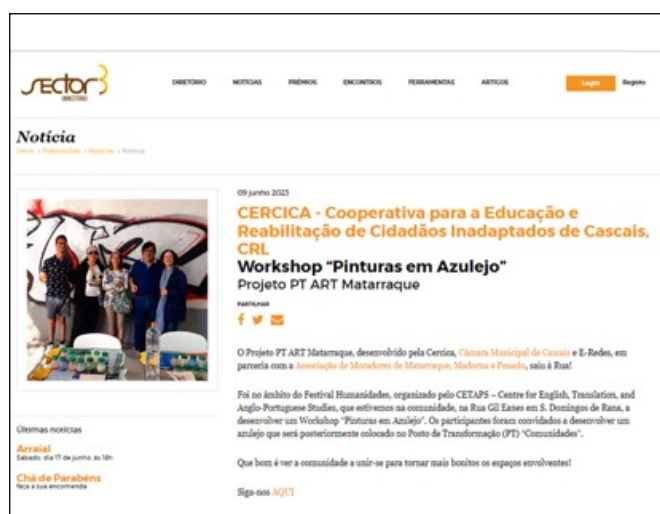 sector3
DIRETÓRIO
DIRETÓRIO NOTÍCIAS PRÉMIOS ENCONTROS FERRAMENTAS ARTIGOS Login Registo
Notícia
Início » Publicações » Notícias » Notícia
09 junho 2023
CERCICA - Cooperativa para a Educação e
Reabilitação de Cidadãos Inadaptados de Cascais,
CRL
Workshop “Pinturas em Azulejo”
Projeto PT ART Matarraque
PARTILHAR
O Projeto PT ART Matarraque, desenvolvido pela Cercica, Câmara Municipal de Cascais e E-Redes, em
parceria com a Associação de Moradores de Matarraque, Madorna e Penedo, saiu à Rua!
Foi no âmbito do Festival Humanidades, organizado pelo CETAPS – Centre for English, Translation, and
Anglo-Portuguese Studies, que estivemos na comunidade, na Rua Gil Eanes em S. Domingos de Rana, a
desenvolver um Workshop “Pinturas em Azulejo”. Os participantes foram convidados a desenvolver um
azulejo que será posteriormente colocado no Posto de Transformação (PT) “Comunidades”.
Que bom é ver a comunidade a unir-se para tornar mais bonitos os espaços envolventes!
Siga-nos AQUI
Últimas notícias
Arraial
Sábado, dia 17 de junho, às 18h
Chá de Parabéns
faça a sua encomenda